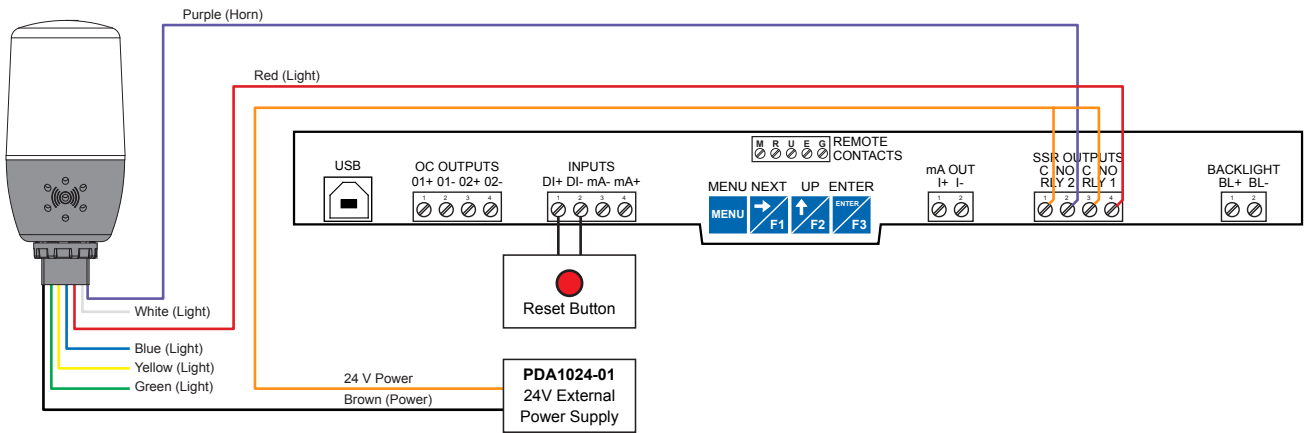 Purple (Horn)
Red (Light)
M R U E G
REMOTE
CONTACTS
USB
OC OUTPUTS
01+ 01- 02+ 02-
1 2 3 4
INPUTS
DI+ DI- mA- mA+
1 2 3 4
MENU NEXT UP ENTER
MENU
F1
F2
ENTER
F3
mA OUT
I+ I-
1 2
SSR OUTPUTS
C NO C NO
RLY 2 RLY 1
1 2 3 4
BACKLIGHT
BL+ BL-
1 2
Reset Button
White (Light)
Blue (Light)
Yellow (Light)
Green (Light)
24 V Power
Brown (Power)
PDA1024-01
24V External
Power Supply